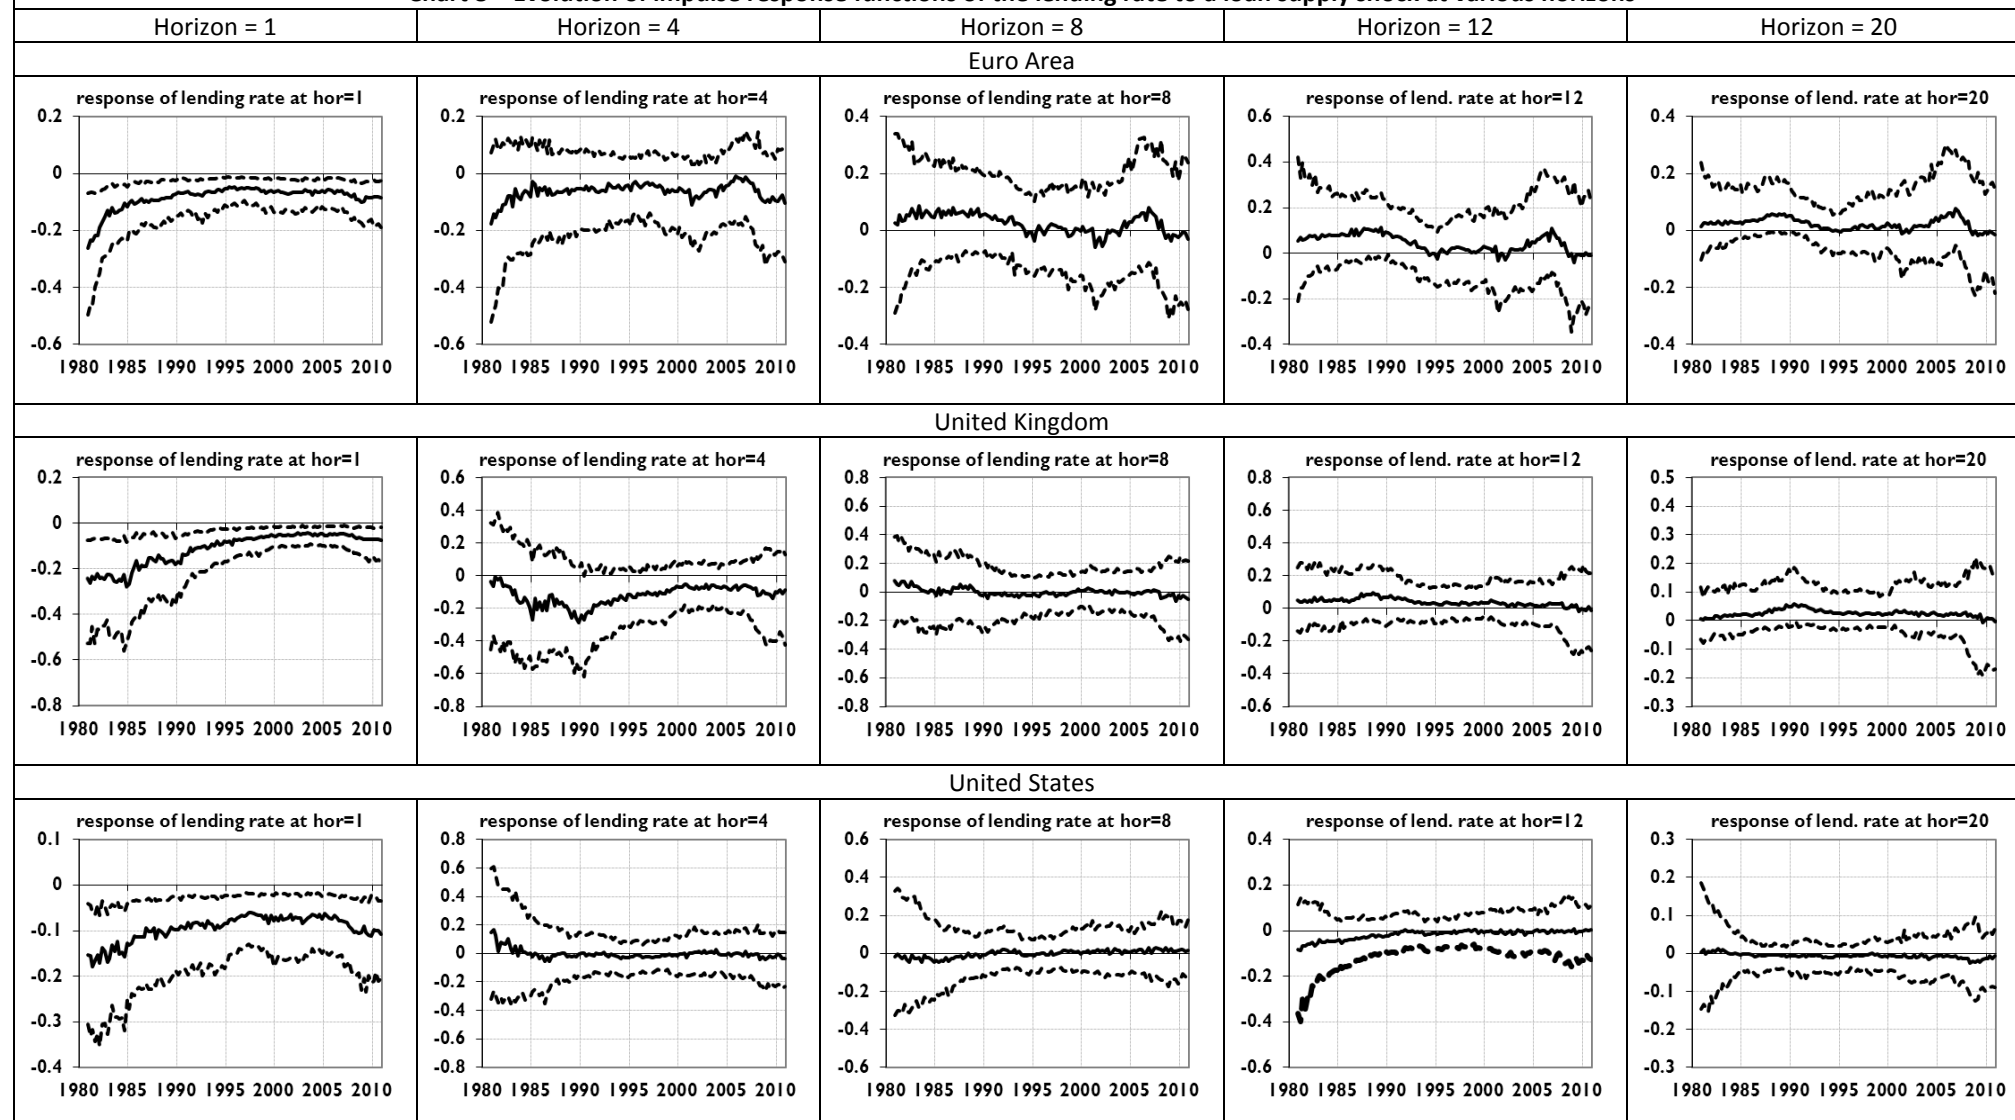 Chart 3 – Evolution of impulse response functions of the lending rate to a loan supply shock at various horizons
Horizon = 1 Horizon = 4 Horizon = 8 Horizon = 12 Horizon = 20
Euro Area
response of lending rate at hor=1 response of lending rate at hor=4 response of lending rate at hor=8 response of lend. rate at hor=12 response of lend. rate at hor=20
0.2 0.2 0.4 0.6 0.4
0 0 0.2 0.4 0.2
-0.2 -0.2 0 0.2 0
-0.4 -0.4 -0.2 0 -0.2
-0.6 -0.6 -0.4 -0.2 -0.4
-0.4
1980 1985 1990 1995 2000 2005 2010 1980 1985 1990 1995 2000 2005 2010 1980 1985 1990 1995 2000 2005 2010 1980 1985 1990 1995 2000 2005 2010 1980 1985 1990 1995 2000 2005 2010
United Kingdom
response of lending rate at hor=1 response of lending rate at hor=4 response of lending rate at hor=8 response of lend. rate at hor=12 response of lend. rate at hor=20
0.2 0.6 0.8 0.8 0.5
0 0.4 0.6 0.6 0.4
-0.2 0.2 0.4 0.4 0.3
-0.4 0 0.2 0.2 0.2
-0.6 -0.2 0 0 0.1
-0.8 -0.4 -0.2 -0.2 0
-0.6 -0.4 -0.4 -0.1
-0.8 -0.6 -0.6 -0.2
-0.8 -0.3
1980 1985 1990 1995 2000 2005 2010 1980 1985 1990 1995 2000 2005 2010 1980 1985 1990 1995 2000 2005 2010 1980 1985 1990 1995 2000 2005 2010 1980 1985 1990 1995 2000 2005 2010
United States
response of lending rate at hor=1 response of lending rate at hor=4 response of lending rate at hor=8 response of lend. rate at hor=12 response of lend. rate at hor=20
0.1 0.8 0.6 0.4 0.3
0 0.6 0.4 0.2 0.2
-0.1 0.4 0.2 0 0.1
-0.2 0.2 0 -0.2 0
-0.3 0 -0.2 -0.4 -0.1
-0.4 -0.2 -0.4 -0.6 -0.2
-0.4 -0.6 -0.3
-0.6
-0.8
1980 1985 1990 1995 2000 2005 2010 1980 1985 1990 1995 2000 2005 2010 1980 1985 1990 1995 2000 2005 2010 1980 1985 1990 1995 2000 2005 2010 1980 1985 1990 1995 2000 2005 2010